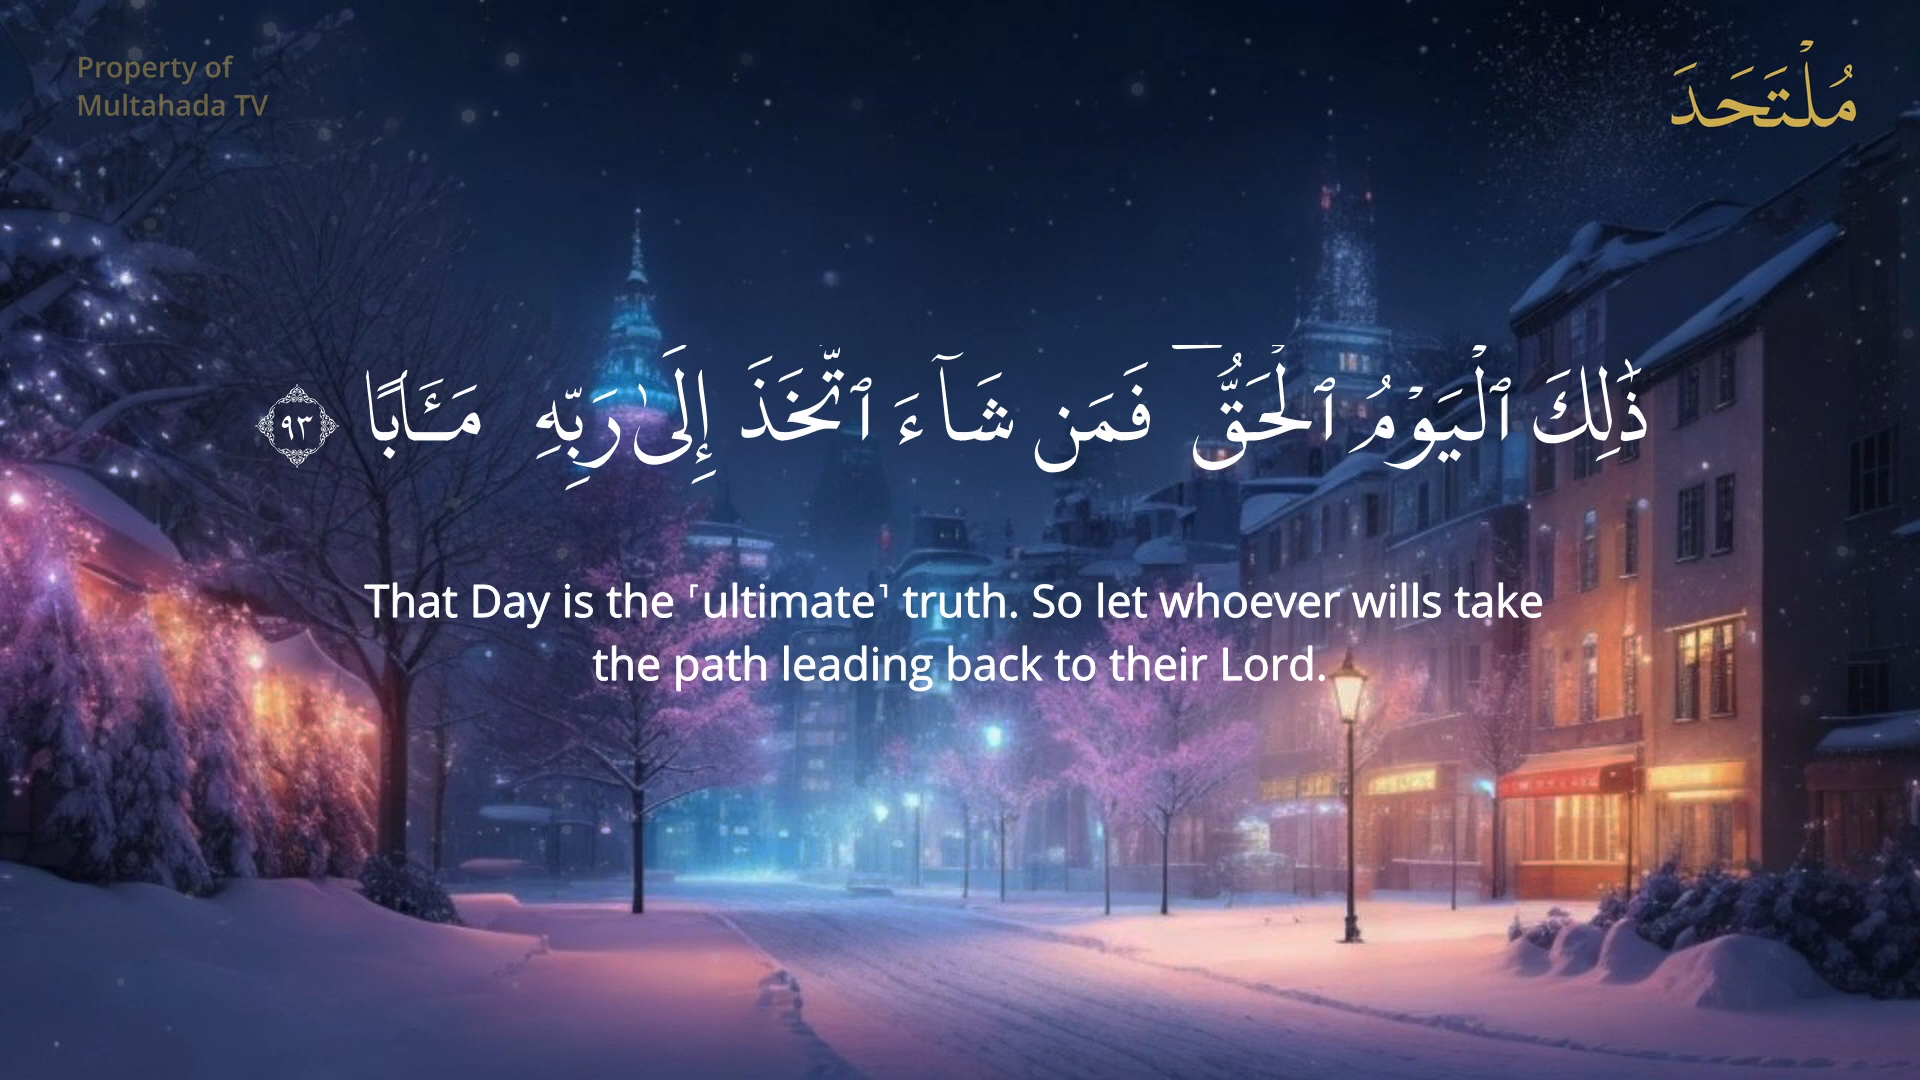 Property of
Multahada TV
مُلْتَحَدَ
ذَٰلِكَ ٱلْيَوْمُ ٱلْحَقُّ ۖ فَمَن شَآءَ ٱتَّخَذَ إِلَىٰ رَبِّهِ مَـَٔابًا ٩٣
That Day is the ˹ultimate˺ truth. So let whoever wills take
the path leading back to their Lord.